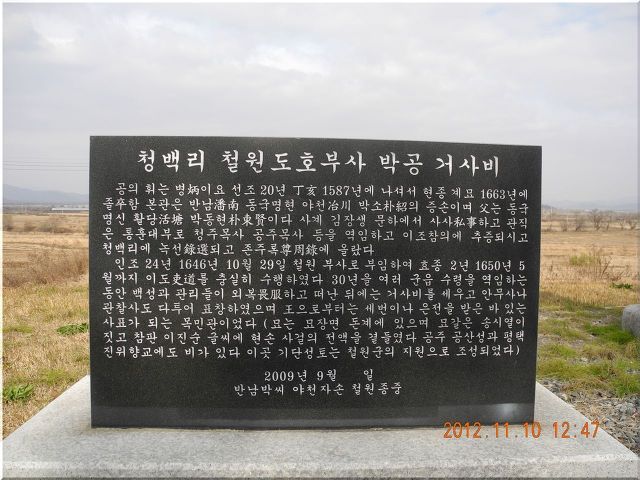 청백리 철원도호부사 박공 거사비
공의 휘는 병炳이요 선조 20년 丁亥 1587년에 나셔서 현종 계묘 1663년에
졸卒함 본관은 반남潘南 동국명현 야천冶川 박소朴紹의 증손이며 父는 동국
명신 활당活塘 박동현朴東賢이다 사계 김장생 문하에서 사사私事하고 관직
은 통훈대부로 청주목사 공주목사 등을 역임하고 이조참의에 추증되시고
청백리에 녹선錄選되고 존주록尊周錄에 올랐다
인조 24년 1646년 10월 29일 철원 부사로 부임하여 효종 2년 1650년 5
월까지 이도吏道를 충실히 수행하였다 30년을 여러 군읍 수령을 역임하는
동안 백성과 관리들이 외복畏服하고 떠난 뒤에는 거사비를 세우고 안무사나
관찰사도 다투어 표창하였으며 王으로부터는 세번이나 은전을 받은 바 있는
사표가 되는 목민관이었다 (묘는 묘장면 독계에 있으며 묘갈은 송시열이
짓고 참판 이진순 글씨에 현손 사걸의 전액을 곁들였다 공주 공산성과 평택
진위향교에도 비가 있다 이곳 기단성토는 철원군의 지원으로 조성되었다)
2009년 9월 일
반남박씨 야천자손 철원종중
2012.11.10 12:47